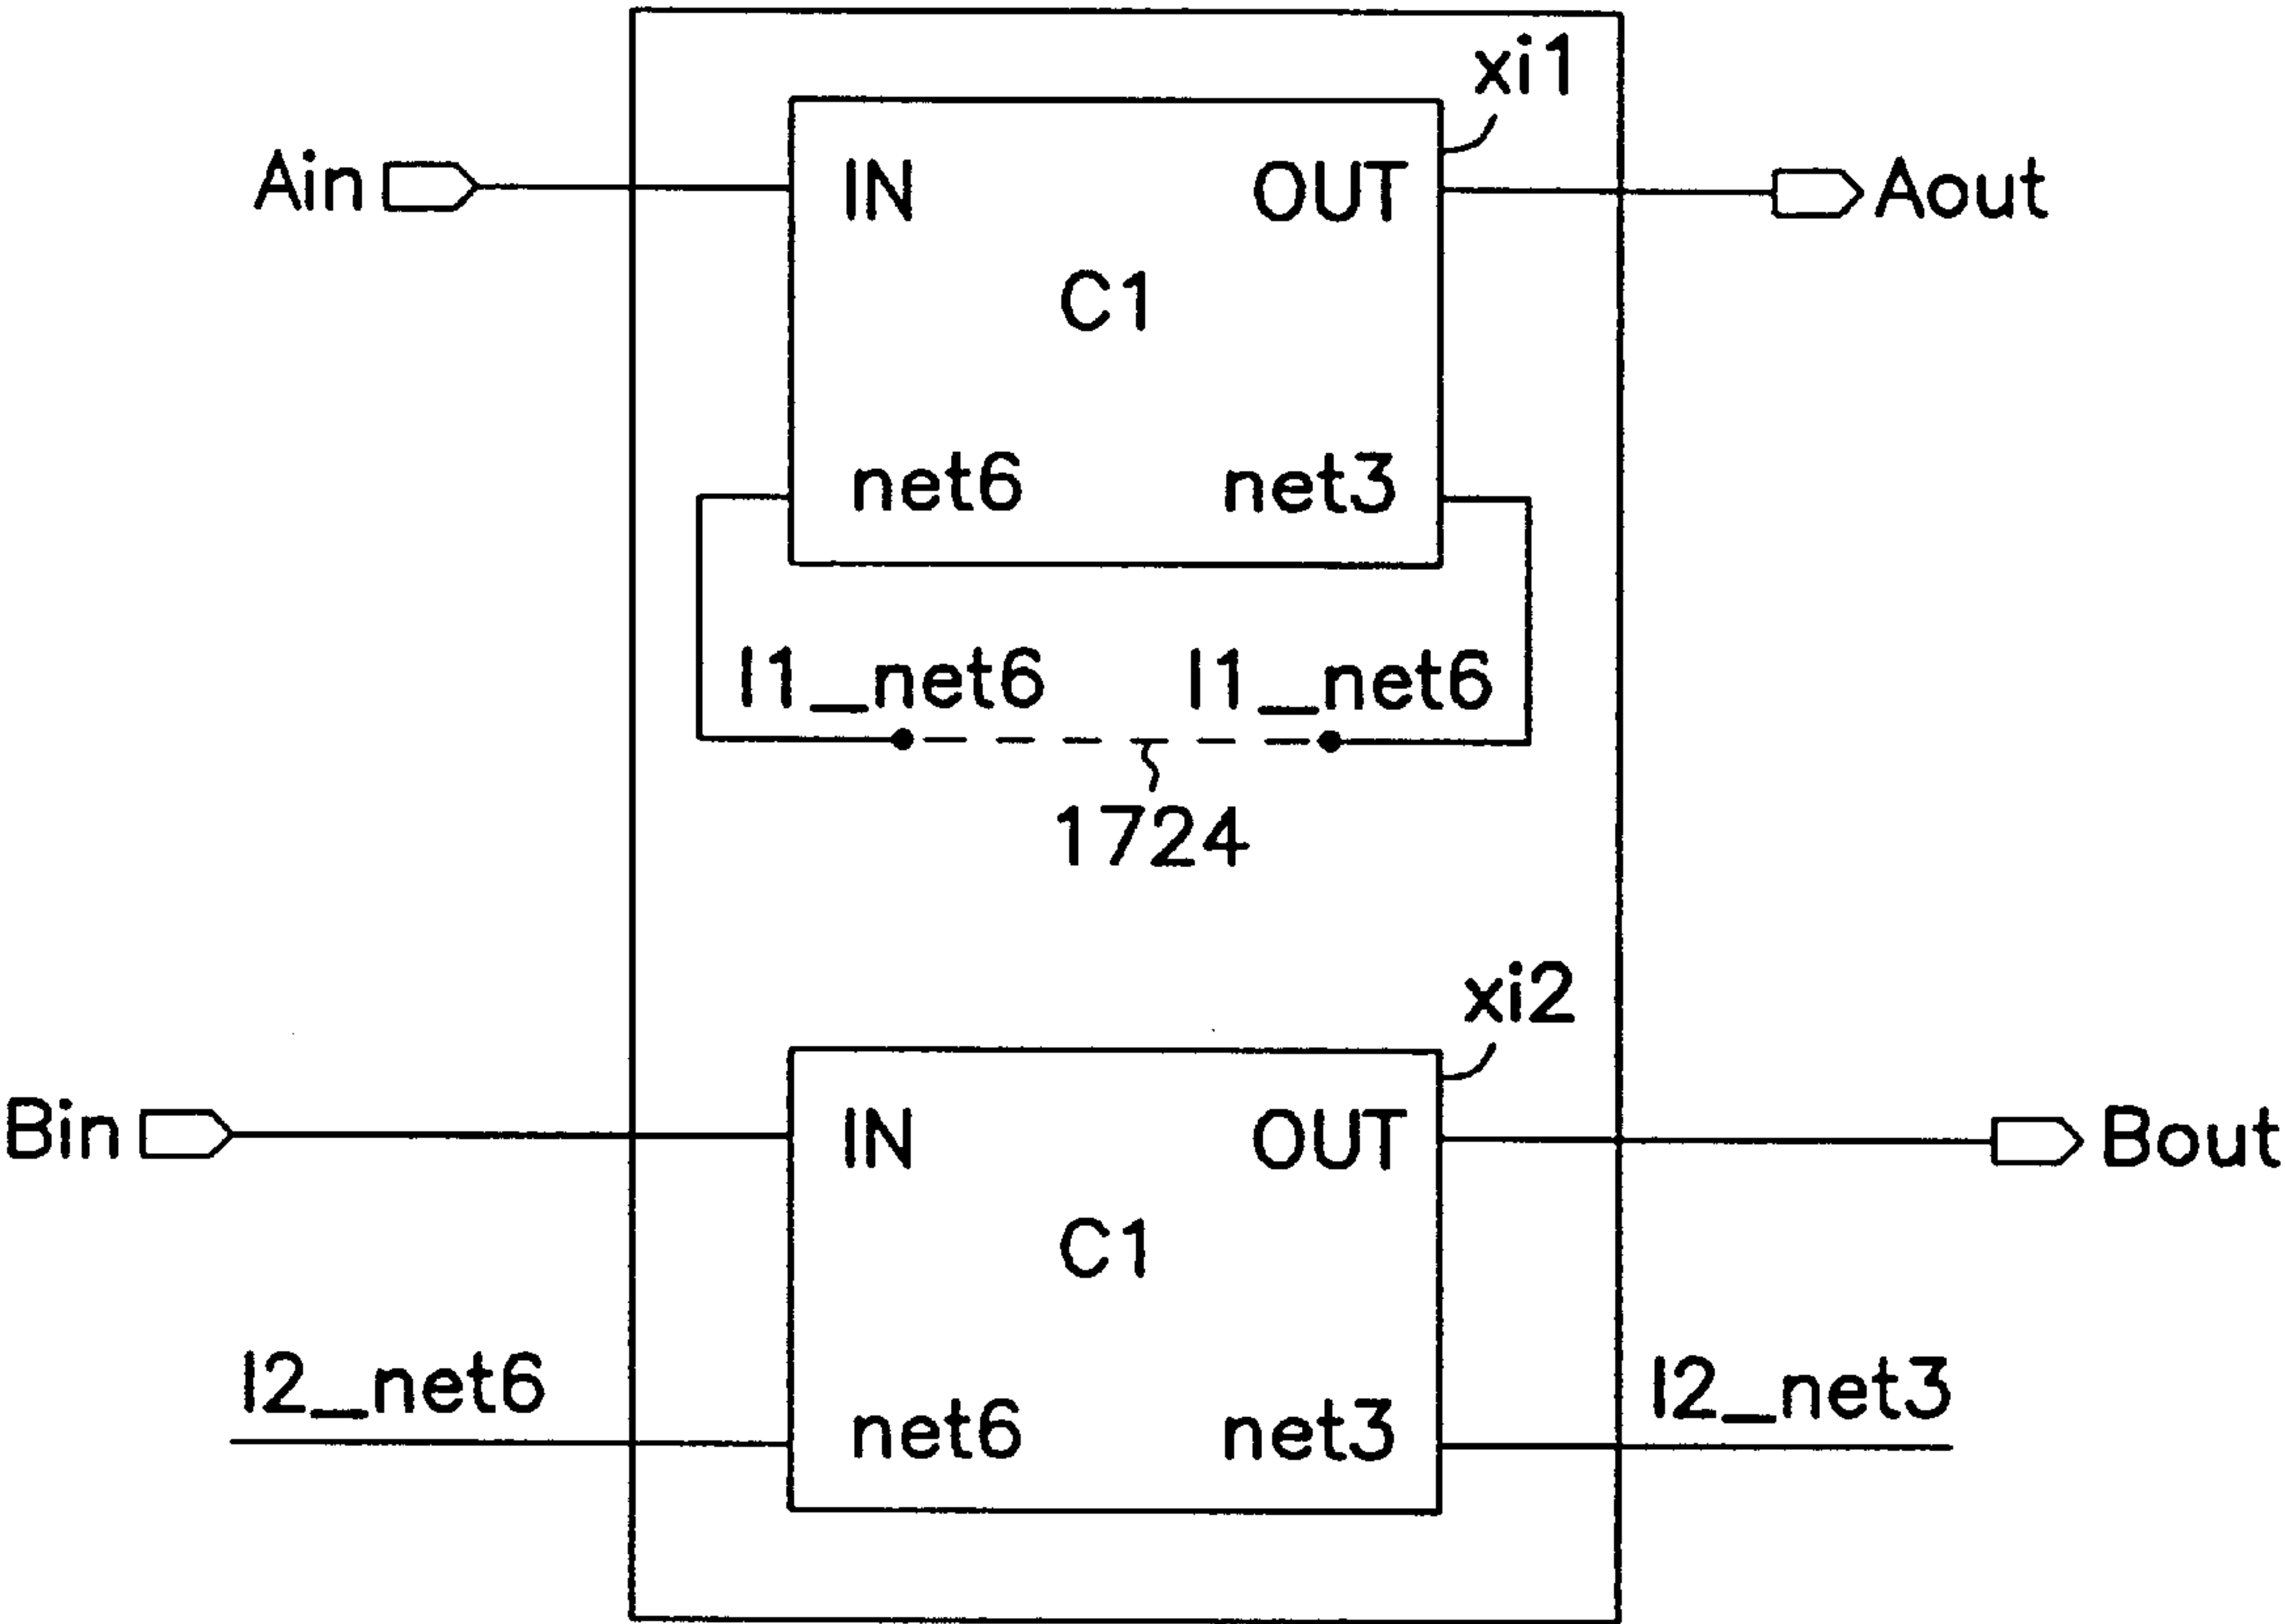 xi1
Ain IN OUT Aout
C1
net6 net3
I1_net6 I1_net6
1724
xi2
Bin IN OUT Bout
C1
I2_net6 I2_net3
net6 net3